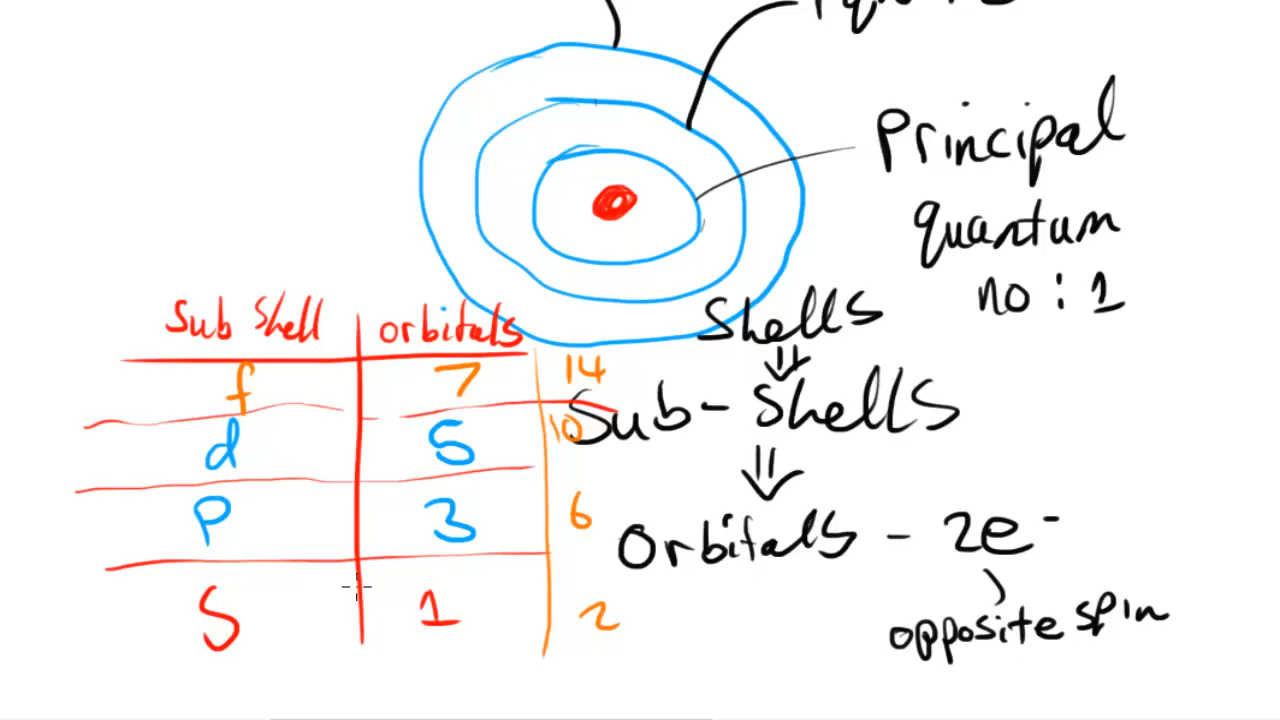 Principal
quantum
no : 1
Shells
Sub-Shells
Orbitals - 2e-
opposite spin
Sub Shell orbitals
f 7 14
d 5 10
p 3 6
S 1 2